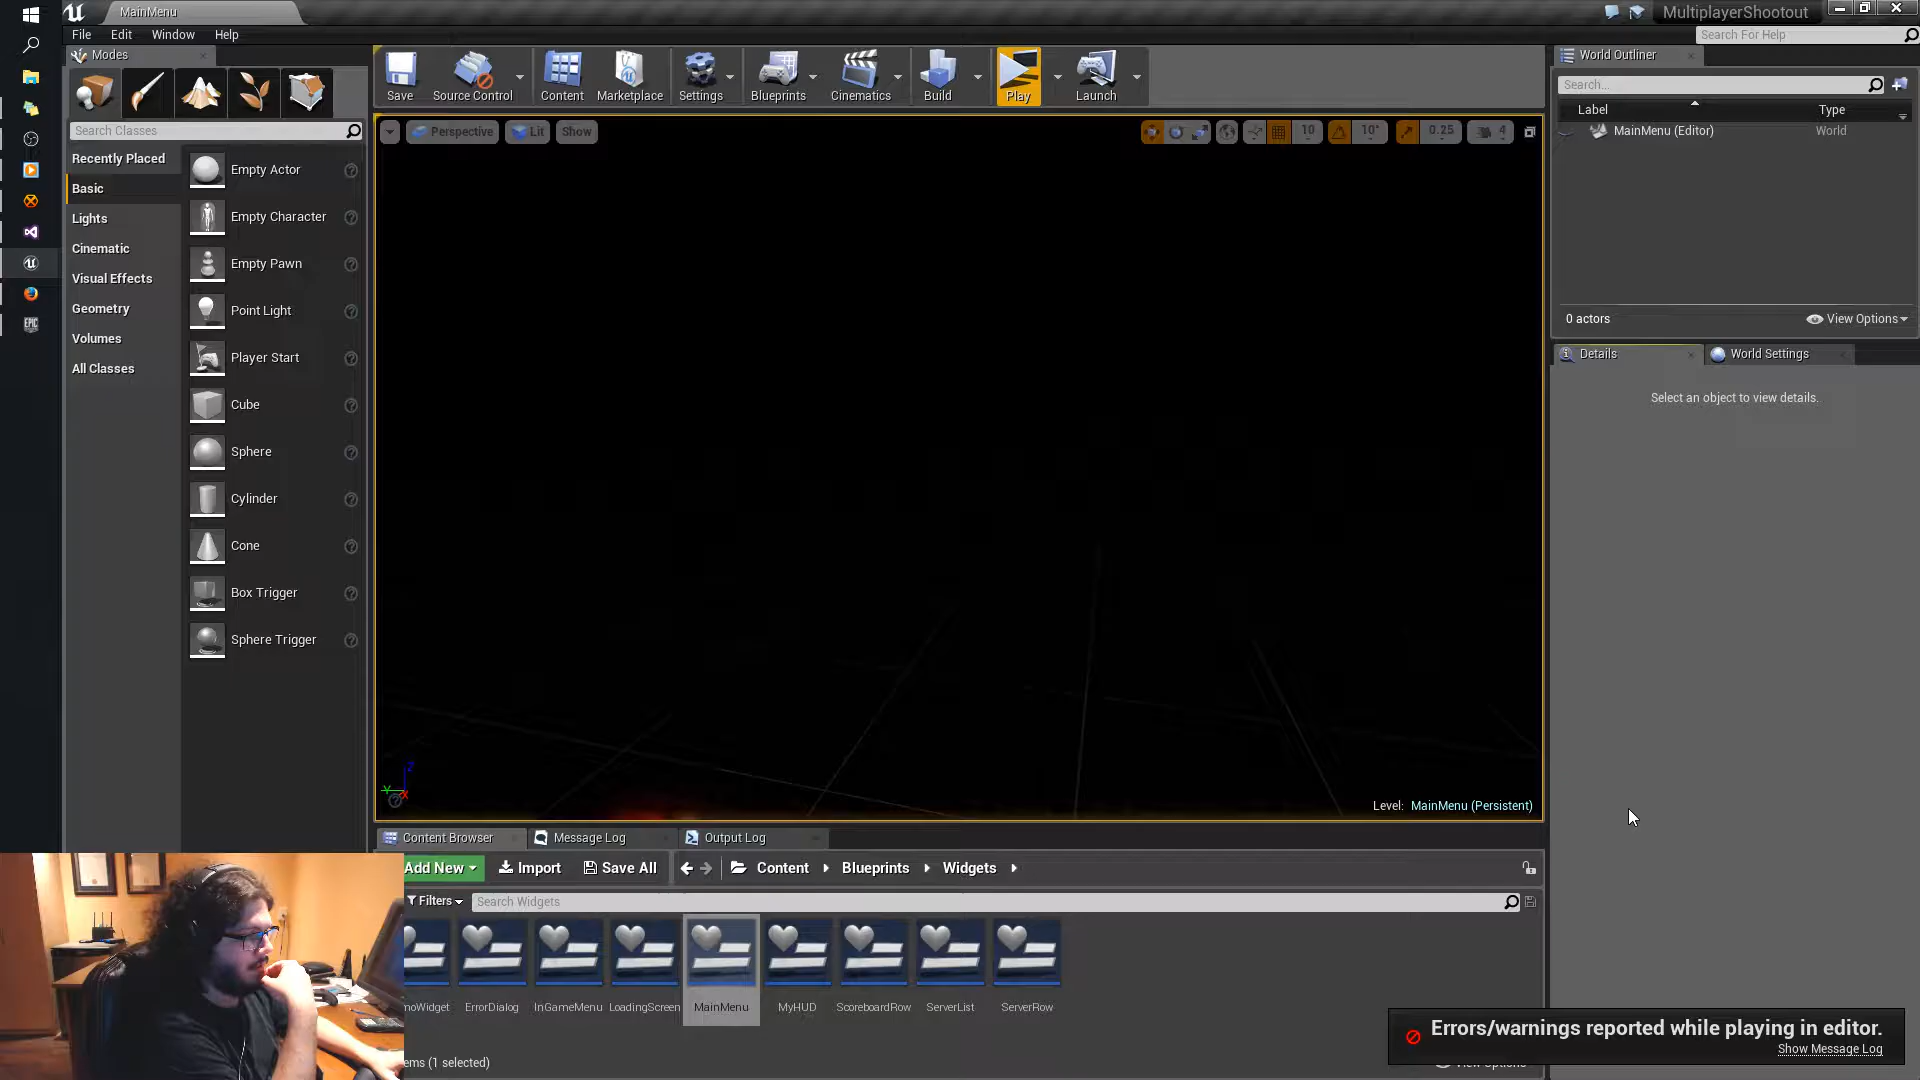 MainMenu
MultiplayerShootout
File Edit Window Help
Search For Help
Modes
Search Classes
Recently Placed
Basic
Lights
Cinematic
Visual Effects
Geometry
Volumes
All Classes
Empty Actor
Empty Character
Empty Pawn
Point Light
Player Start
Cube
Sphere
Cylinder
Cone
Box Trigger
Sphere Trigger
Save Source Control Content Marketplace Settings Blueprints Cinematics Build Play Launch
Perspective Lit Show
10 10° 0.25 4
Level: MainMenu (Persistent)
World Outliner
Search...
Label Type
MainMenu (Editor) World
0 actors View Options
Details World Settings
Select an object to view details.
Content Browser Message Log Output Log
Add New Import Save All Content Blueprints Widgets
Filters Search Widgets
moWidget ErrorDialog InGameMenu LoadingScreen MainMenu MyHUD ScoreboardRow ServerList ServerRow
ems (1 selected)
Errors/warnings reported while playing in editor.
Show Message Log
EPIC